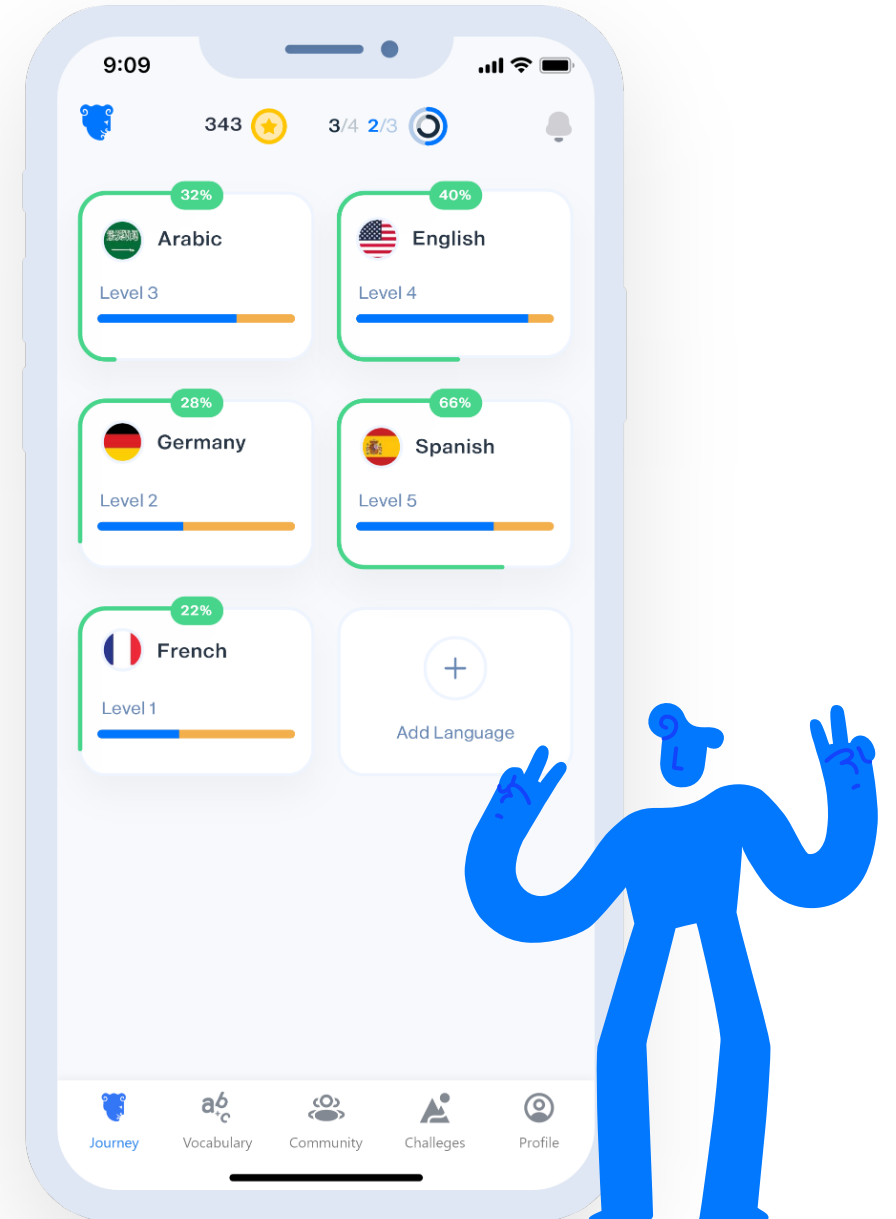 9:09
343 3/4 2/3
32% 40%
Arabic English
Level 3 Level 4
28% 66%
Germany Spanish
Level 2 Level 5
22%
French
Level 1
Add Language
Journey Vocabulary Community Challeges Profile